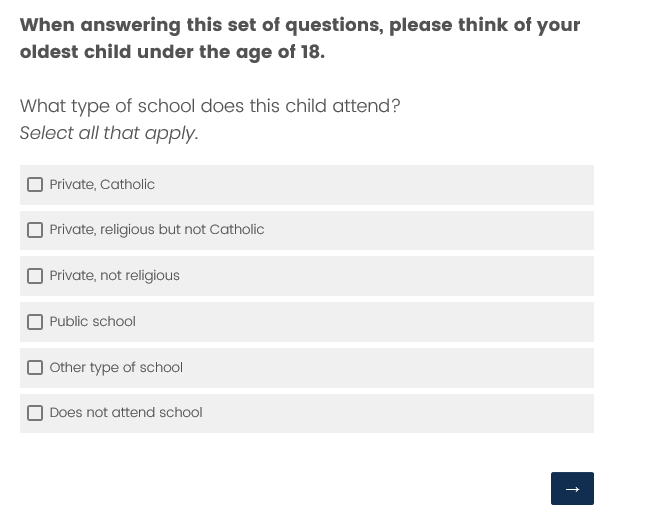 When answering this set of questions, please think of your
oldest child under the age of 18.
What type of school does this child attend?
Select all that apply.
Private, Catholic
Private, religious but not Catholic
Private, not religious
Public school
Other type of school
Does not attend school
→